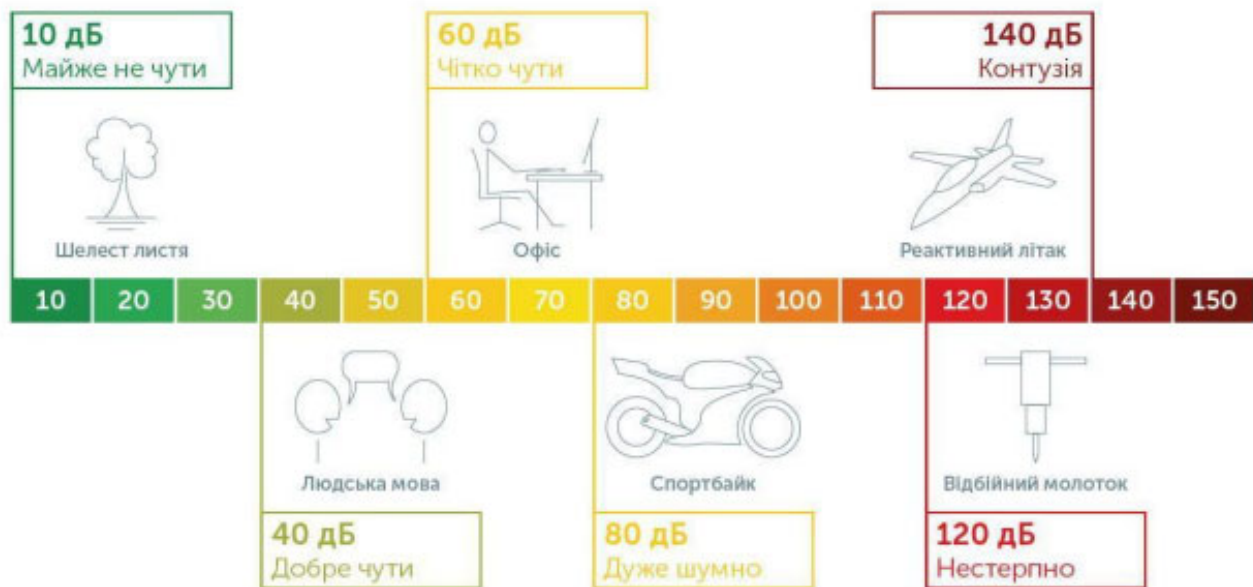 10 дБ
Майже не чути
60 дБ
Чітко чути
140 дБ
Контузія
Шелест листя
Офіс
Реактивний літак
10 20 30 40 50 60 70 80 90 100 110 120 130 140 150
Людська мова
Спортбайк
Відбійний молоток
40 дБ
Добре чути
80 дБ
Дуже шумно
120 дБ
Нестерпно